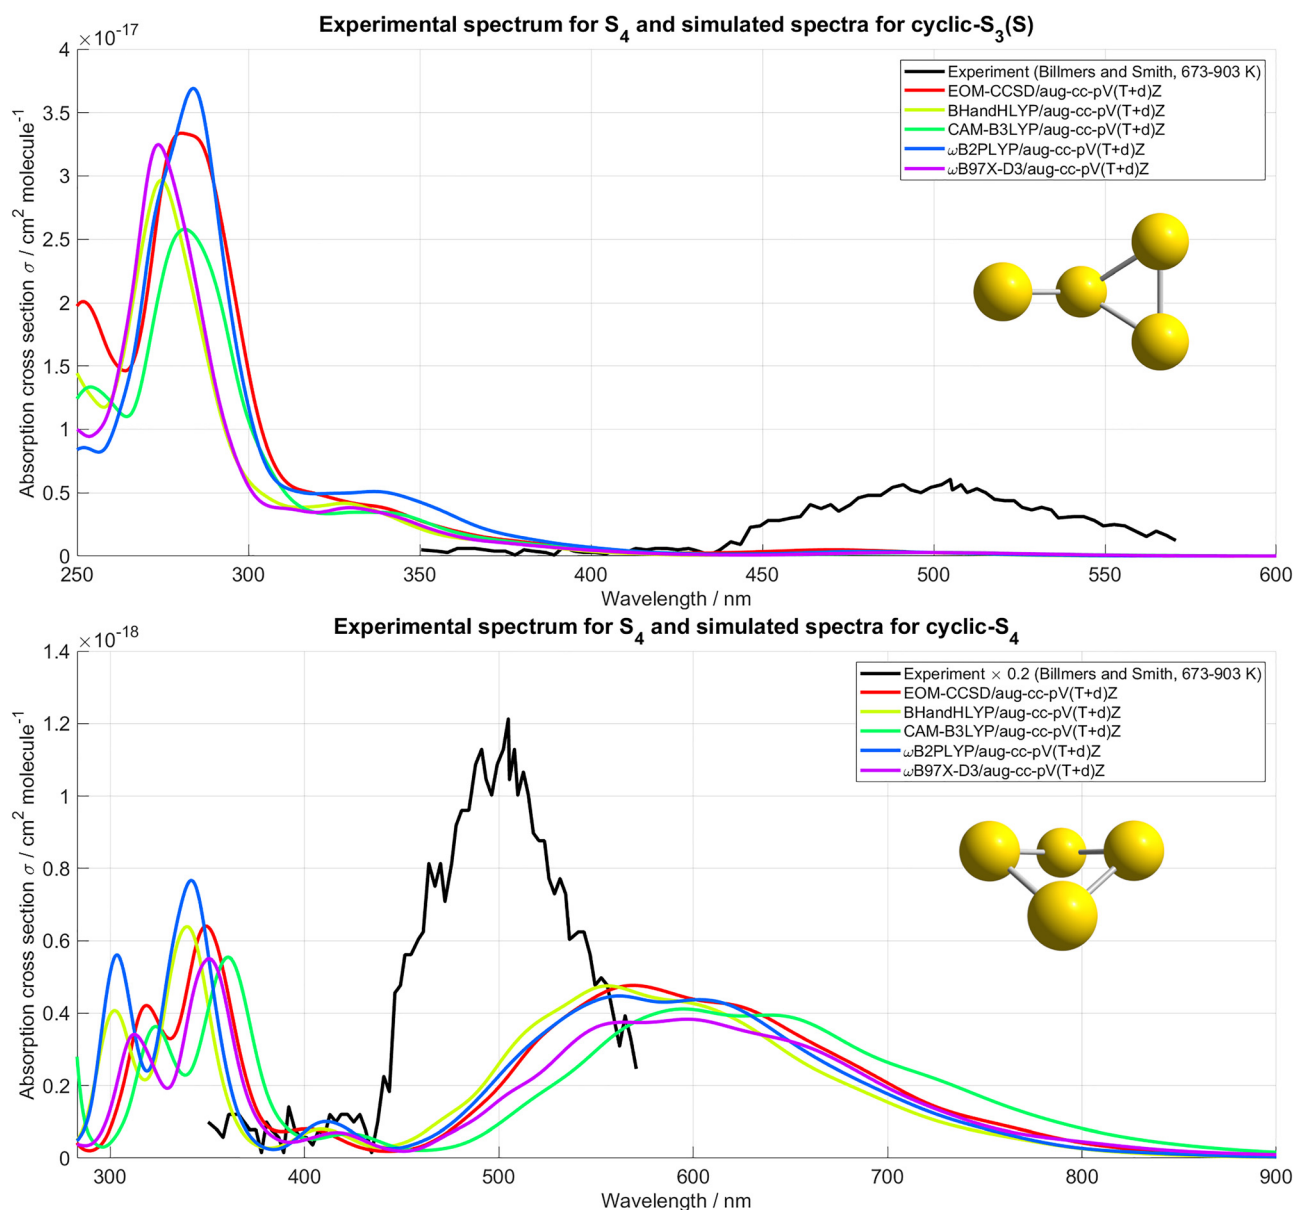 Experimental spectrum for S4 and simulated spectra for cyclic-S3(S)
×10^-17
4
3.5
3
2.5
2
1.5
1
0.5
0
Absorption cross section σ / cm^2 molecule^-1
Experiment (Billmers and Smith, 673-903 K)
EOM-CCSD/aug-cc-pV(T+d)Z
BHandHLYP/aug-cc-pV(T+d)Z
CAM-B3LYP/aug-cc-pV(T+d)Z
ωB2PLYP/aug-cc-pV(T+d)Z
ωB97X-D3/aug-cc-pV(T+d)Z
250 300 350 400 450 500 550 600
Wavelength / nm
Experimental spectrum for S4 and simulated spectra for cyclic-S4
×10^-18
1.4
1.2
1
0.8
0.6
0.4
0.2
0
Absorption cross section σ / cm^2 molecule^-1
Experiment × 0.2 (Billmers and Smith, 673-903 K)
EOM-CCSD/aug-cc-pV(T+d)Z
BHandHLYP/aug-cc-pV(T+d)Z
CAM-B3LYP/aug-cc-pV(T+d)Z
ωB2PLYP/aug-cc-pV(T+d)Z
ωB97X-D3/aug-cc-pV(T+d)Z
300 400 500 600 700 800 900
Wavelength / nm